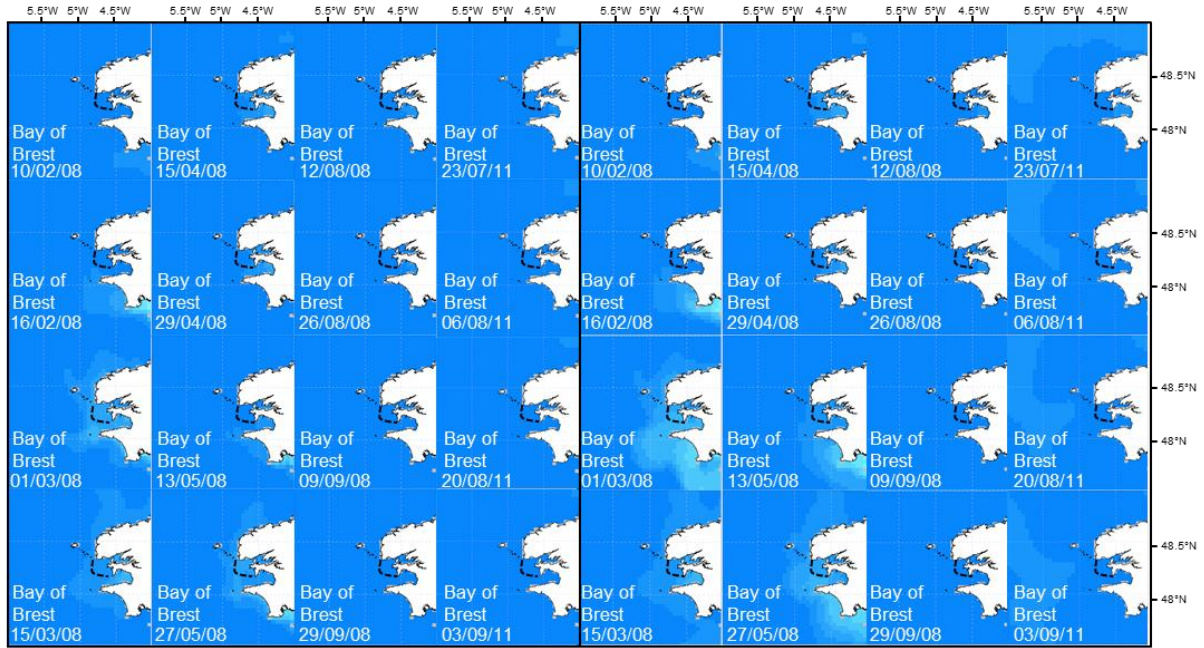 5.5°W 5°W 4.5°W 5.5°W 5°W 4.5°W 5.5°W 5°W 4.5°W 5.5°W 5°W 4.5°W 5.5°W 5°W 4.5°W 5.5°W 5°W 4.5°W 5.5°W 5°W 4.5°W 5.5°W 5°W 4.5°W
48.5°N
48°N
Bay of
Brest
10/02/08
Bay of
Brest
15/04/08
Bay of
Brest
12/08/08
Bay of
Brest
23/07/11
Bay of
Brest
10/02/08
Bay of
Brest
15/04/08
Bay of
Brest
12/08/08
Bay of
Brest
23/07/11
48.5°N
48°N
Bay of
Brest
16/02/08
Bay of
Brest
29/04/08
Bay of
Brest
26/08/08
Bay of
Brest
06/08/11
Bay of
Brest
16/02/08
Bay of
Brest
29/04/08
Bay of
Brest
26/08/08
Bay of
Brest
06/08/11
48.5°N
48°N
Bay of
Brest
01/03/08
Bay of
Brest
13/05/08
Bay of
Brest
09/09/08
Bay of
Brest
20/08/11
Bay of
Brest
01/03/08
Bay of
Brest
13/05/08
Bay of
Brest
09/09/08
Bay of
Brest
20/08/11
48.5°N
48°N
Bay of
Brest
15/03/08
Bay of
Brest
27/05/08
Bay of
Brest
29/09/08
Bay of
Brest
03/09/11
Bay of
Brest
15/03/08
Bay of
Brest
27/05/08
Bay of
Brest
29/09/08
Bay of
Brest
03/09/11